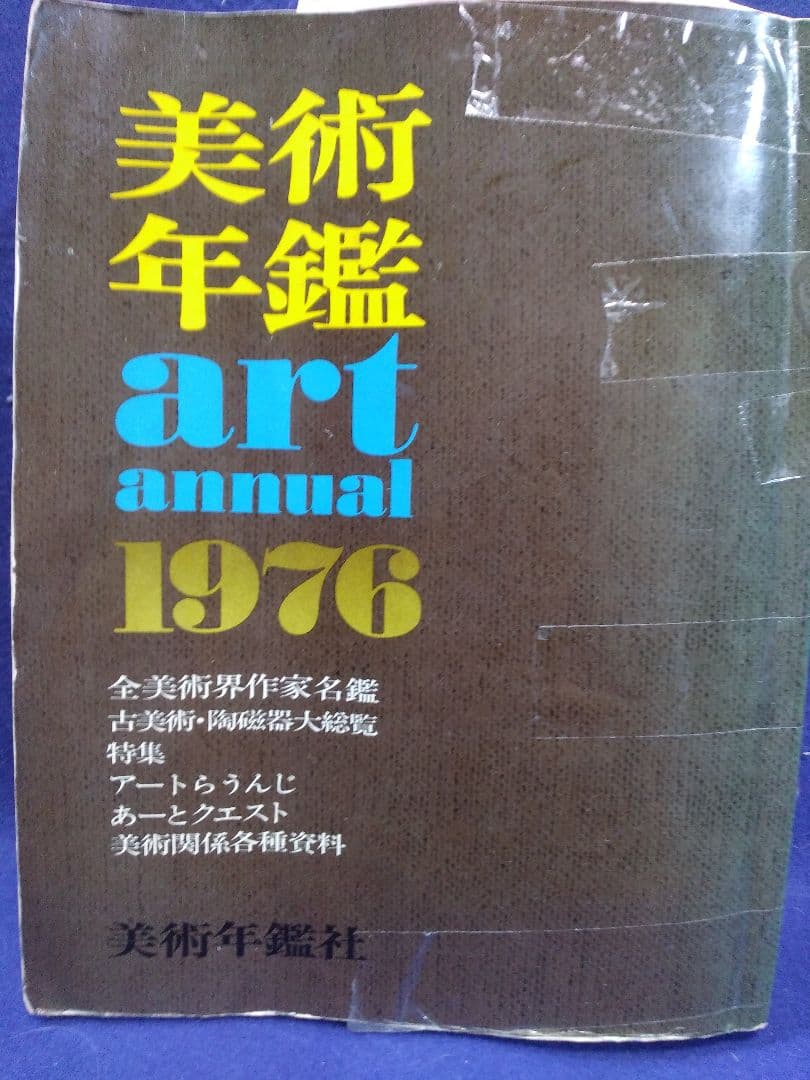 美術
年鑑
art
annual
1976
全美術界作家名鑑
古美術・陶磁器大総覧
特集
アートらうんじ
あーとクエスト
美術関係各種資料
美術年鑑社